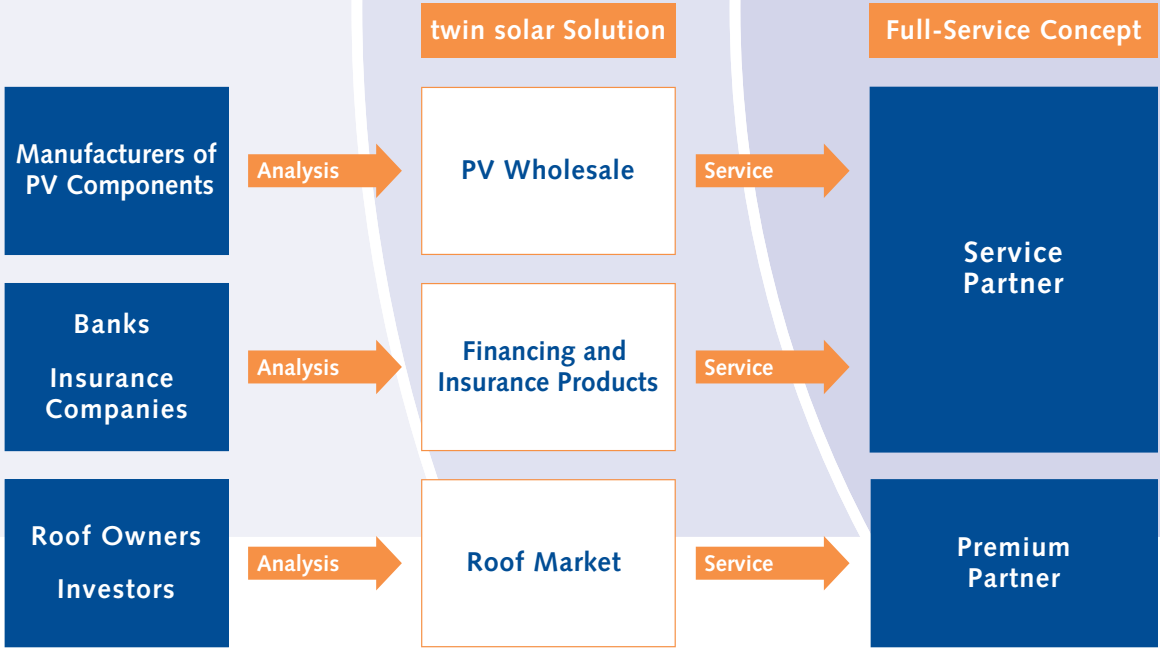 twin solar Solution
Full-Service Concept
Manufacturers of
PV Components
Analysis
PV Wholesale
Service
Service
Partner
Banks
Insurance
Companies
Analysis
Financing and
Insurance Products
Service
Roof Owners
Investors
Analysis
Roof Market
Service
Premium
Partner